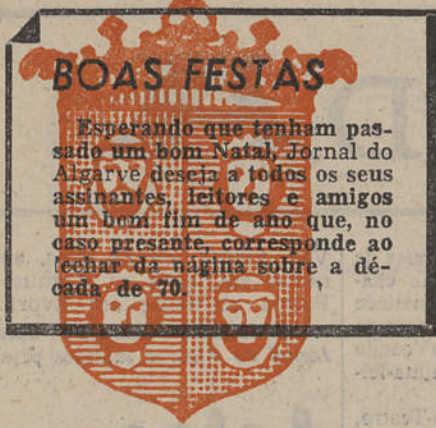 BOAS FESTAS
Esperando que tenham pas-
sado um bom Natal, Jornal do
Algarve deseja a todos os seus
assinantes, leitores e amigos
um bom fim de ano que, no
caso presente, corresponde ao
fechar da página sobre a dé-
cada de 70.